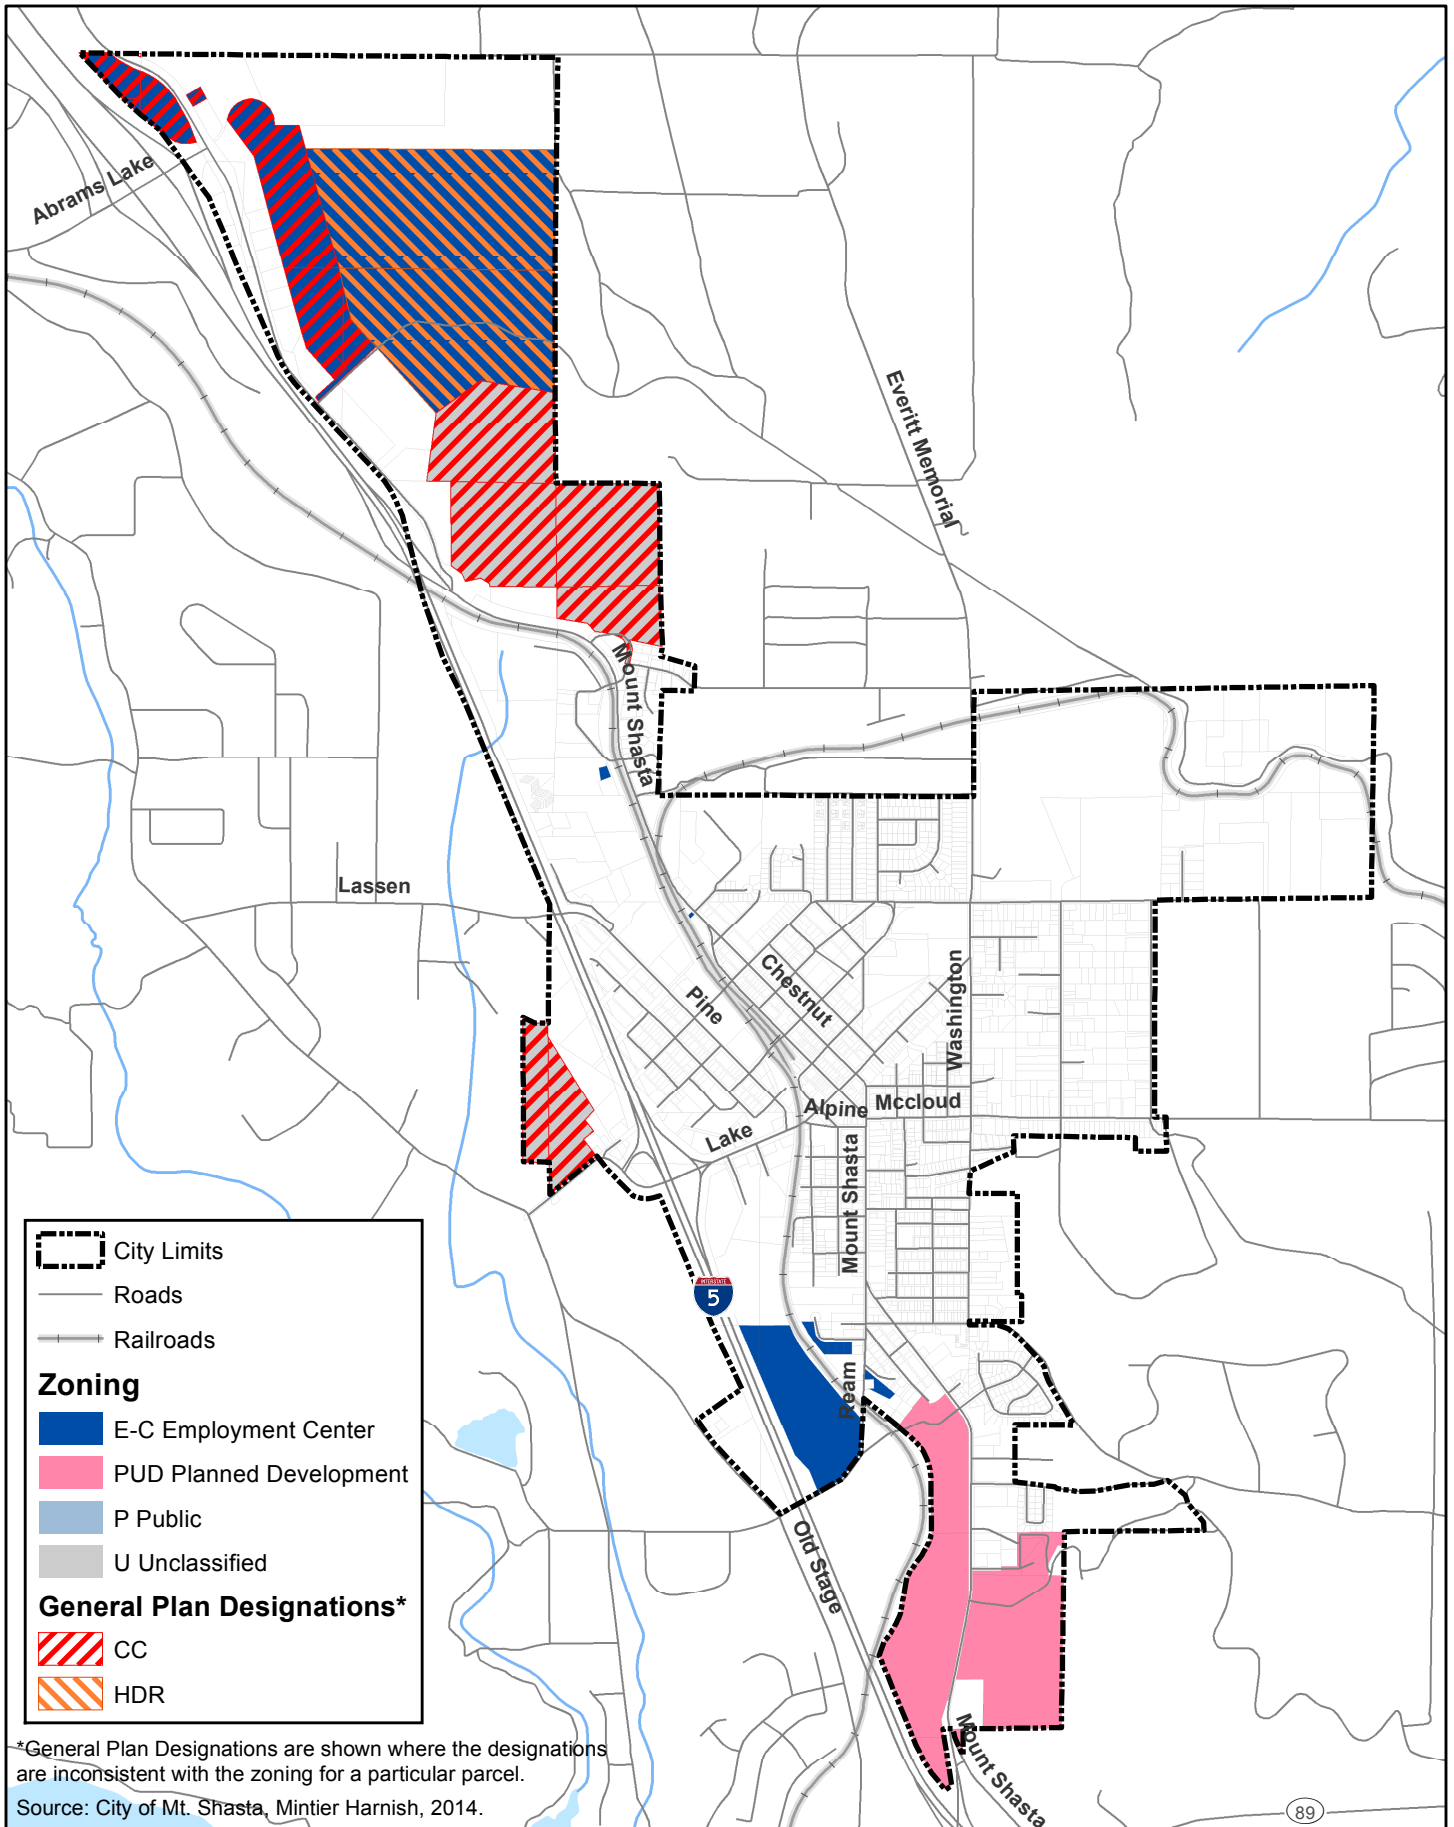 Abrams Lake
Everitt Memorial
Mount Shasta
Lassen
Chestnut
Pine
Washington
Alpine
Mccloud
Lake
Mount Shasta
INTERSTATE
5
Ream
Old Stage
Mount Shasta
89
City Limits
Roads
Railroads
Zoning
E-C Employment Center
PUD Planned Development
P Public
U Unclassified
General Plan Designations*
CC
HDR
*General Plan Designations are shown where the designations
are inconsistent with the zoning for a particular parcel.
Source: City of Mt. Shasta, Mintier Harnish, 2014.